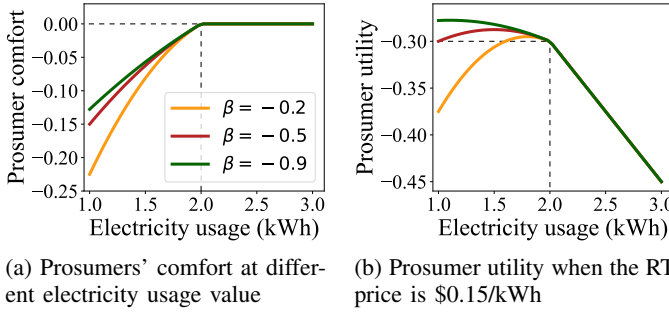 0.00
−0.05
−0.10
−0.15
−0.20
−0.25
Prosumer comfort
β = −0.2
β = −0.5
β = −0.9
1.0 1.5 2.0 2.5 3.0
Electricity usage (kWh)
(a) Prosumers' comfort at differ-
ent electricity usage value
−0.30
−0.35
−0.40
−0.45
Prosumer utility
1.0 1.5 2.0 2.5 3.0
Electricity usage (kWh)
(b) Prosumer utility when the RT
price is $0.15/kWh